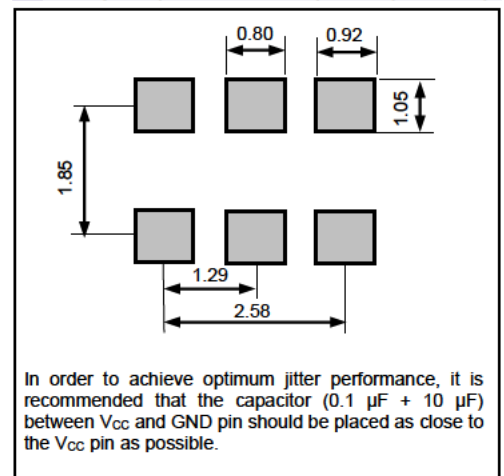 0.80
0.92
1.05
1.85
1.29
2.58
In order to achieve optimum jitter performance, it is
recommended that the capacitor (0.1 µF + 10 µF)
between VCC and GND pin should be placed as close to
the VCC pin as possible.